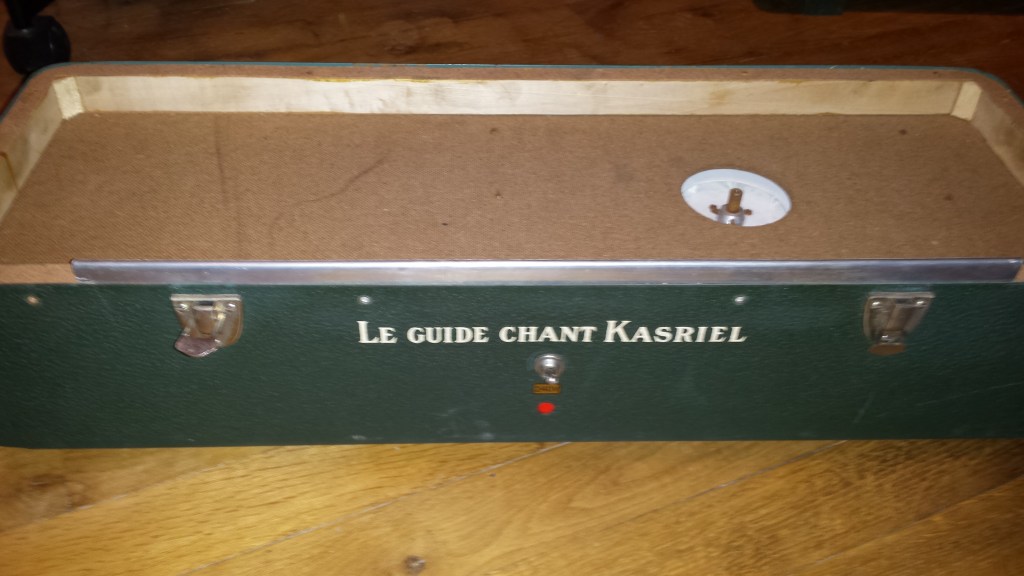 LE GUIDE CHANT KASRIEL